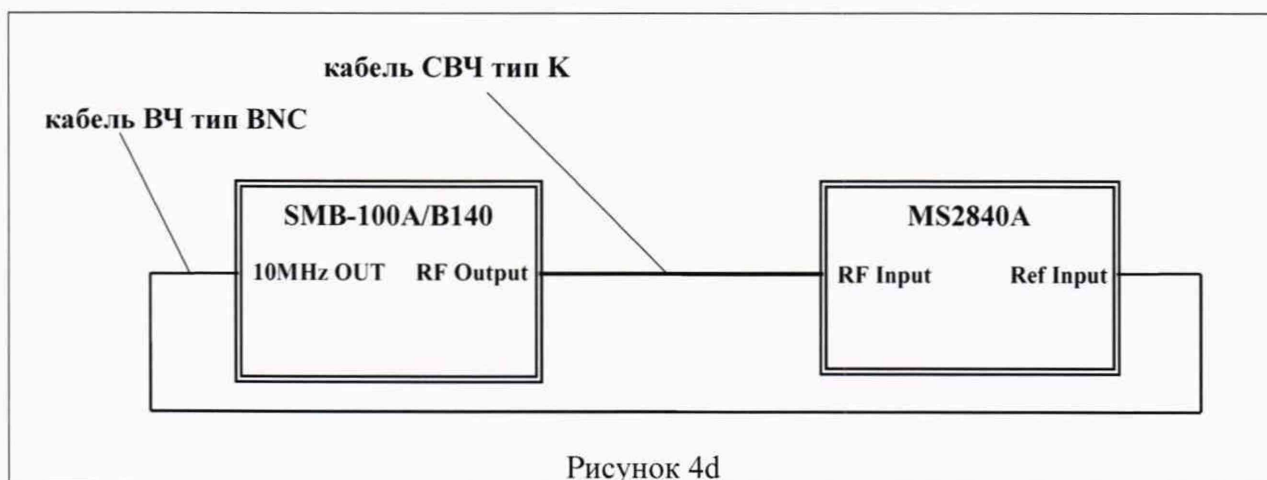 кабель СВЧ тип K
кабель ВЧ тип BNC
SMB-100A/B140
MS2840A
10MHz OUT RF Output
RF Input Ref Input
Рисунок 4d